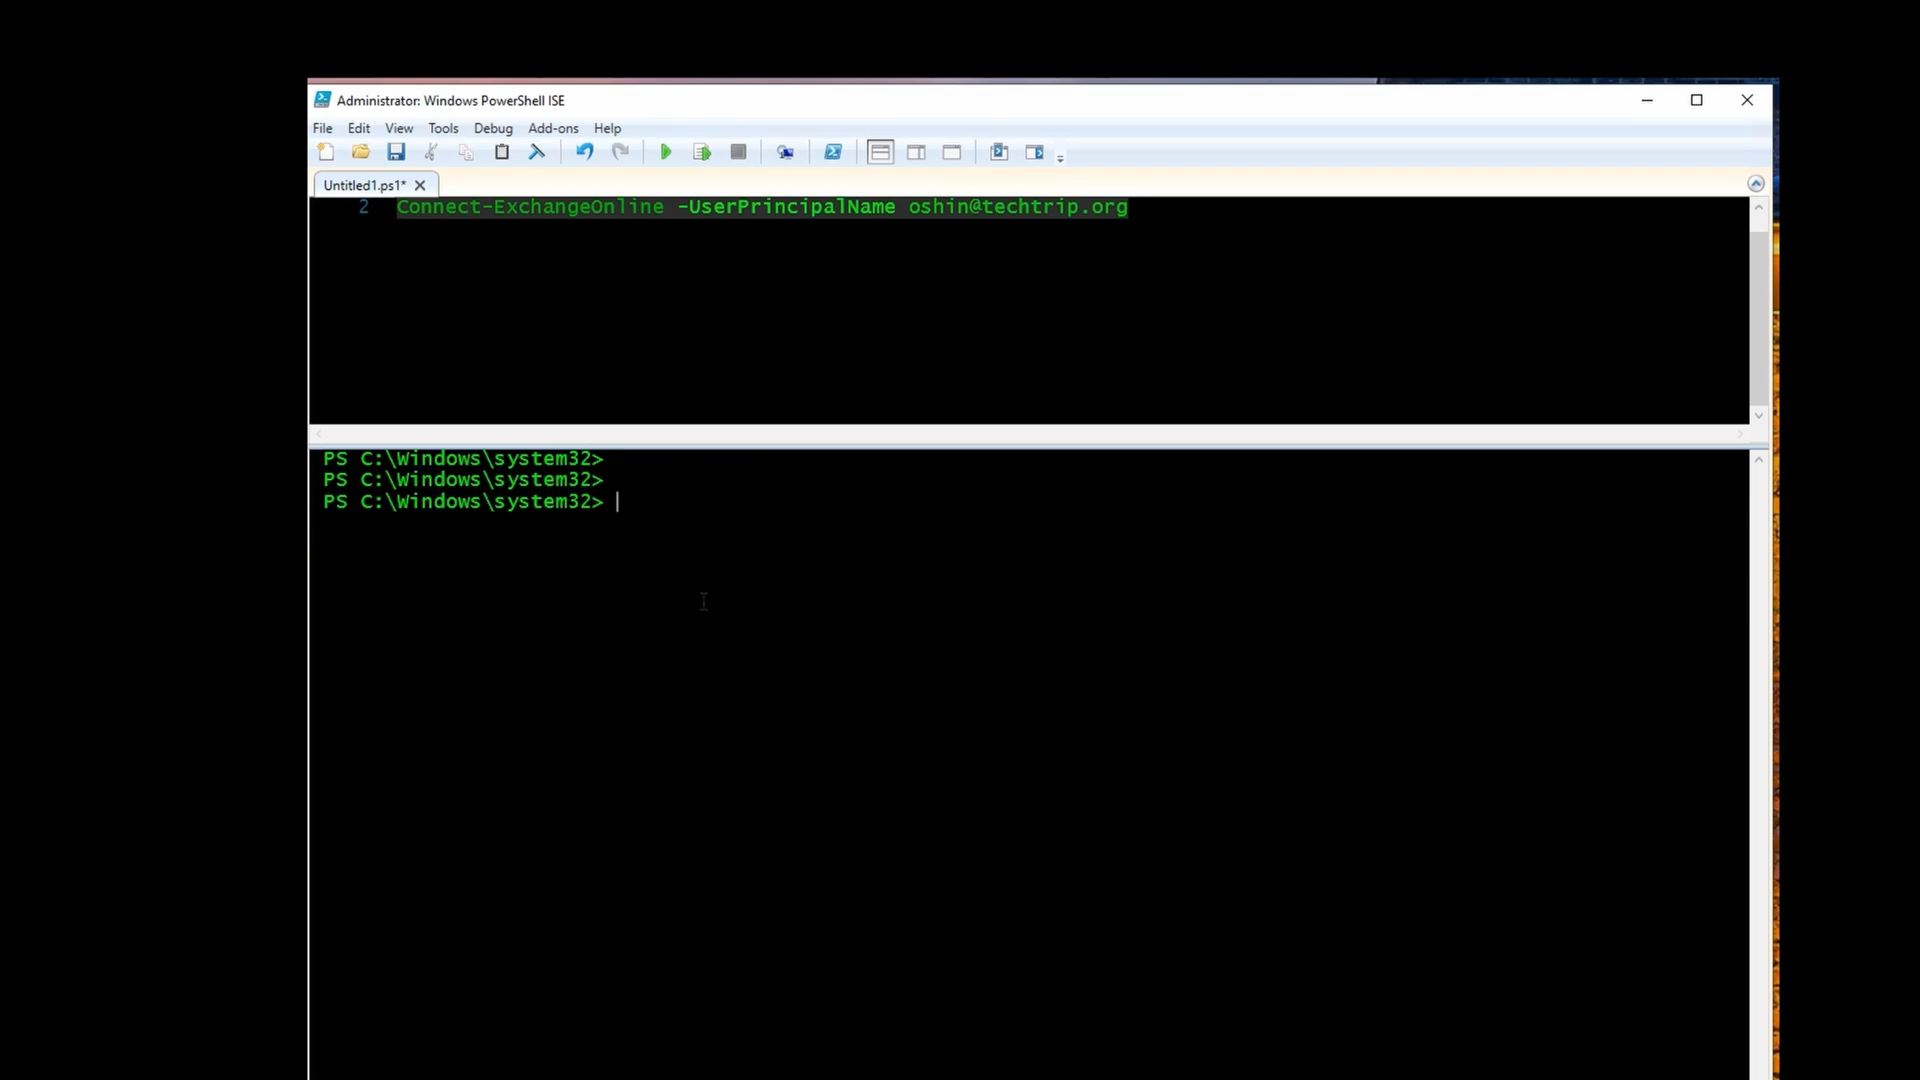 Administrator: Windows PowerShell ISE
File Edit View Tools Debug Add-ons Help
Untitled1.ps1*
2 Connect-ExchangeOnline -UserPrincipalName oshin@techtrip.org
PS C:\Windows\system32>
PS C:\Windows\system32>
PS C:\Windows\system32>